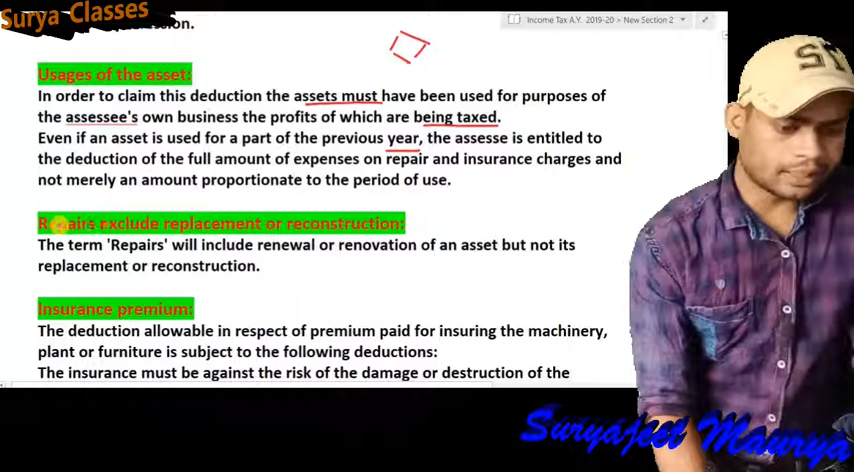 Surya Classes
sion.
Income Tax A.Y. 2019-20 > New Section 2
Usages of the asset:
In order to claim this deduction the assets must have been used for purposes of
the assessee's own business the profits of which are being taxed.
Even if an asset is used for a part of the previous year, the assesse is entitled to
the deduction of the full amount of expenses on repair and insurance charges and
not merely an amount proportionate to the period of use.
Repairs exclude replacement or reconstruction:
The term 'Repairs' will include renewal or renovation of an asset but not its
replacement or reconstruction.
Insurance premium:
The deduction allowable in respect of premium paid for insuring the machinery,
plant or furniture is subject to the following deductions:
The insurance must be against the risk of the damage or destruction of the
Suryajeet Maurya